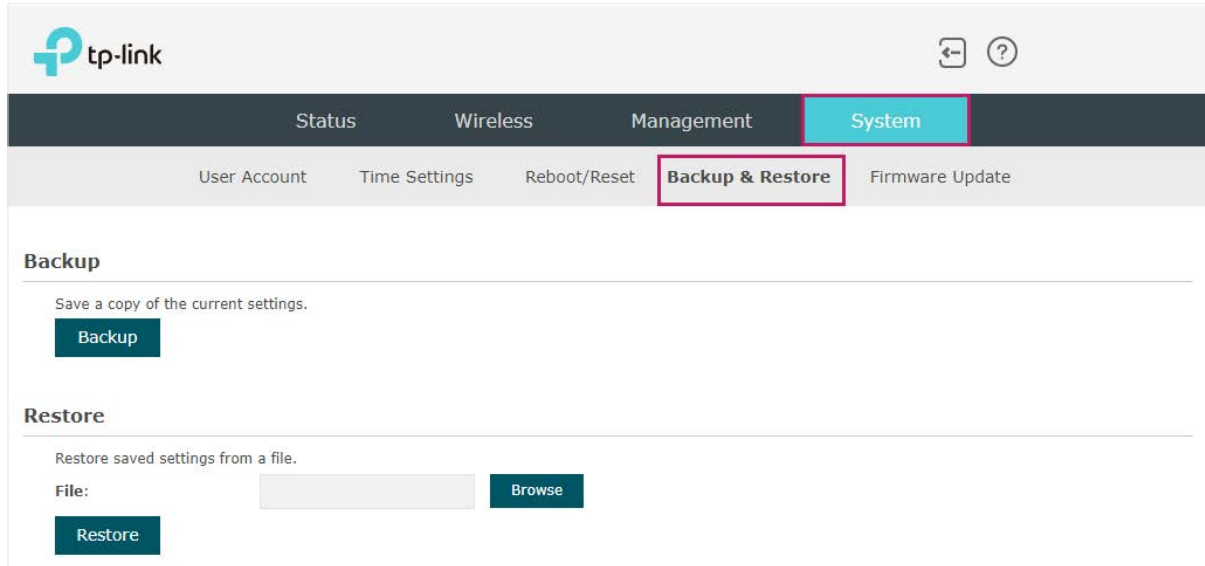 tp-link
?
Status Wireless Management System
User Account Time Settings Reboot/Reset Backup & Restore Firmware Update
Backup
Save a copy of the current settings.
Backup
Restore
Restore saved settings from a file.
File: Browse
Restore